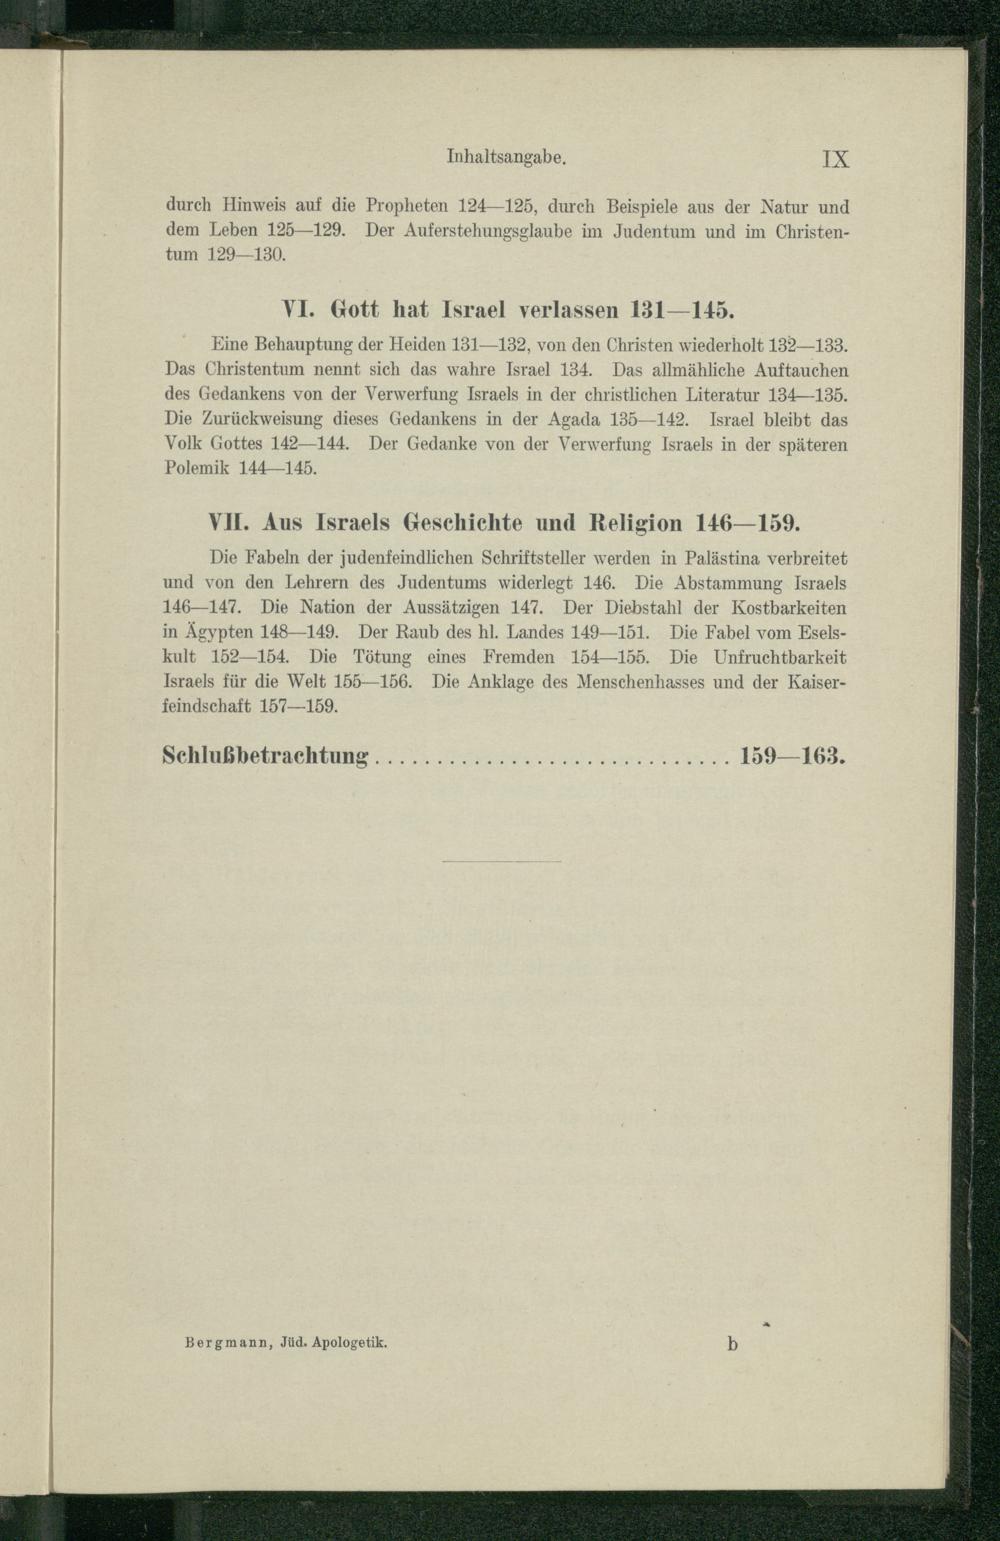 Inhaltsangabe. IX
durch Hinweis auf die Propheten 124—125, durch Beispiele aus der Natur und
dem Leben 125—129. Der Auferstehungsglaube im Judentum und im Christen-
tum 129—130.
VI. Gott hat Israel verlassen 131—145.
Eine Behauptung der Heiden 131—132, von den Christen wiederholt 132—133.
Das Christentum nennt sich das wahre Israel 134. Das allmähliche Auftauchen
des Gedankens von der Verwerfung Israels in der christlichen Literatur 134—135.
Die Zurückweisung dieses Gedankens in der Agada 135—142. Israel bleibt das
Volk Gottes 142—144. Der Gedanke von der Verwerfung Israels in der späteren
Polemik 144—145.
VII. Aus Israels Geschichte und Religion 146—159.
Die Fabeln der judenfeindlichen Schriftsteller werden in Palästina verbreitet
und von den Lehrern des Judentums widerlegt 146. Die Abstammung Israels
146—147. Die Nation der Aussätzigen 147. Der Diebstahl der Kostbarkeiten
in Ägypten 148—149. Der Raub des hl. Landes 149—151. Die Fabel vom Esels-
kult 152—154. Die Tötung eines Fremden 154—155. Die Unfruchtbarkeit
Israels für die Welt 155—156. Die Anklage des Menschenhasses und der Kaiser-
feindschaft 157—159.
Schlußbetrachtung ............................. 159—163.
Bergmann, Jüd. Apologetik. b